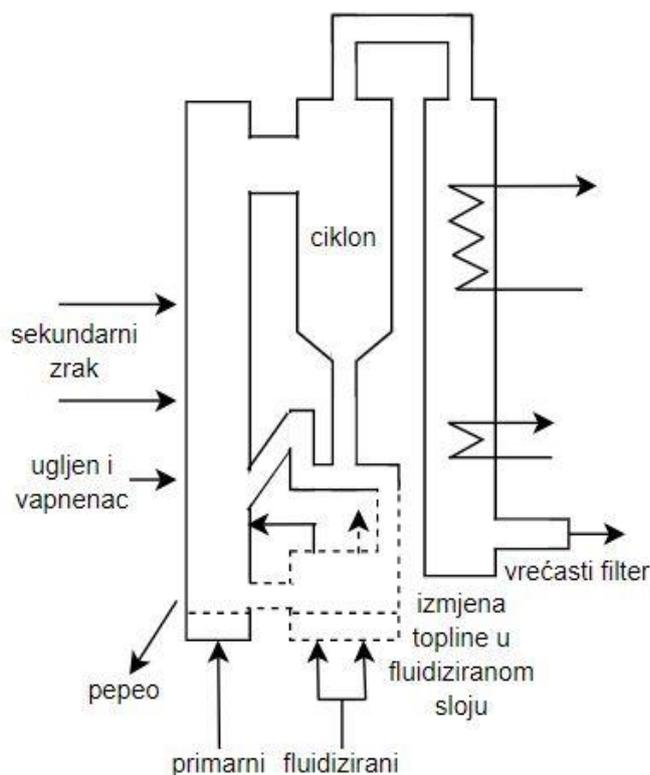 ciklon
sekundarni
zrak
ugljen i
vapnenac
vrećasti filter
izmjena
topline u
fluidiziranom
sloju
pepeo
primarni
fluidizirani